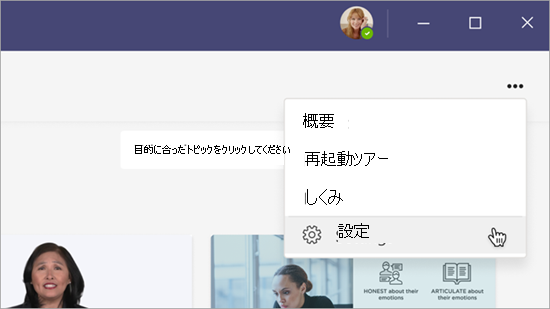 概要
目的に合ったトピックをクリックしてください
再起動ツアー
しくみ
設定
HONEST about their emotions
ARTICULATE about their emotions